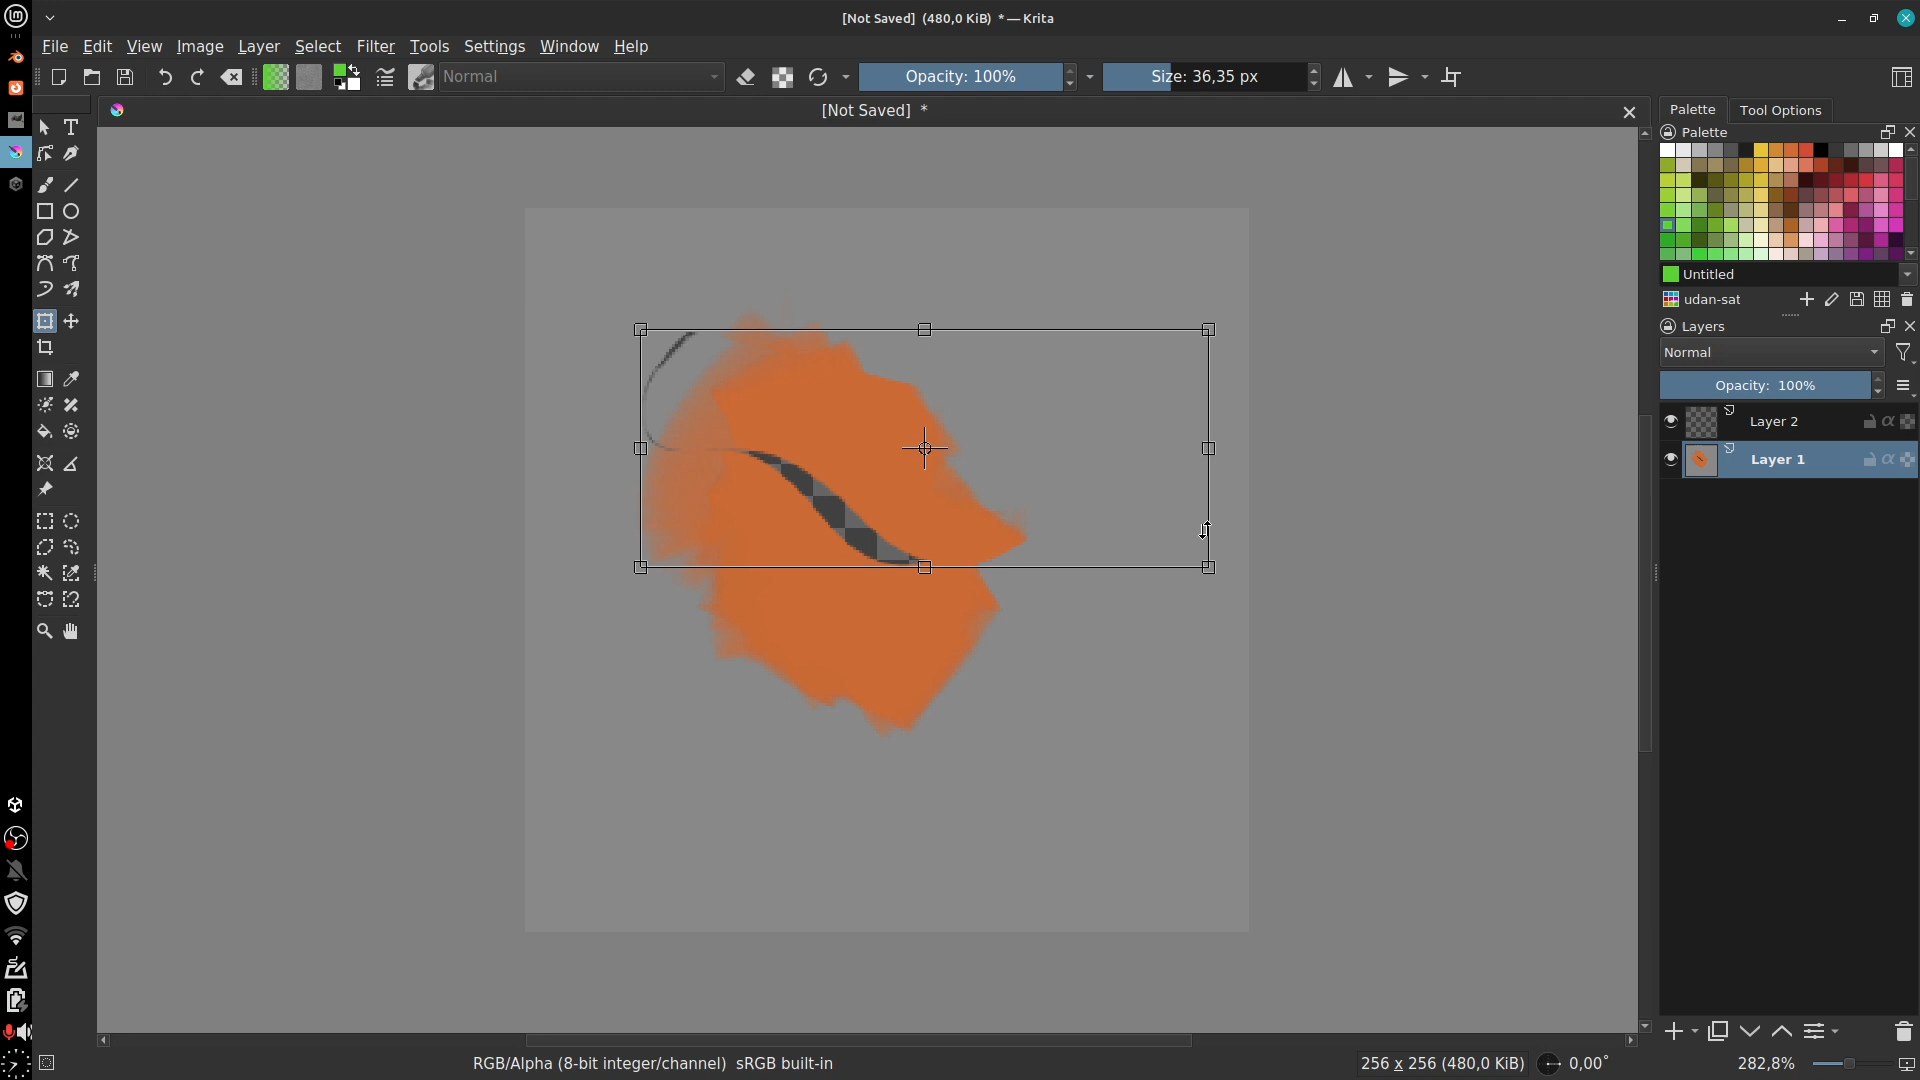 [Not Saved] (480,0 KiB) * — Krita
File Edit View Image Layer Select Filter Tools Settings Window Help
Normal
Opacity: 100%
Size: 36,35 px
[Not Saved] *
Palette
Tool Options
Palette
Untitled
udan-sat
Layers
Normal
Opacity: 100%
Layer 2
Layer 1
RGB/Alpha (8-bit integer/channel) sRGB built-in
256 x 256 (480,0 KiB)
0,00°
282,8%